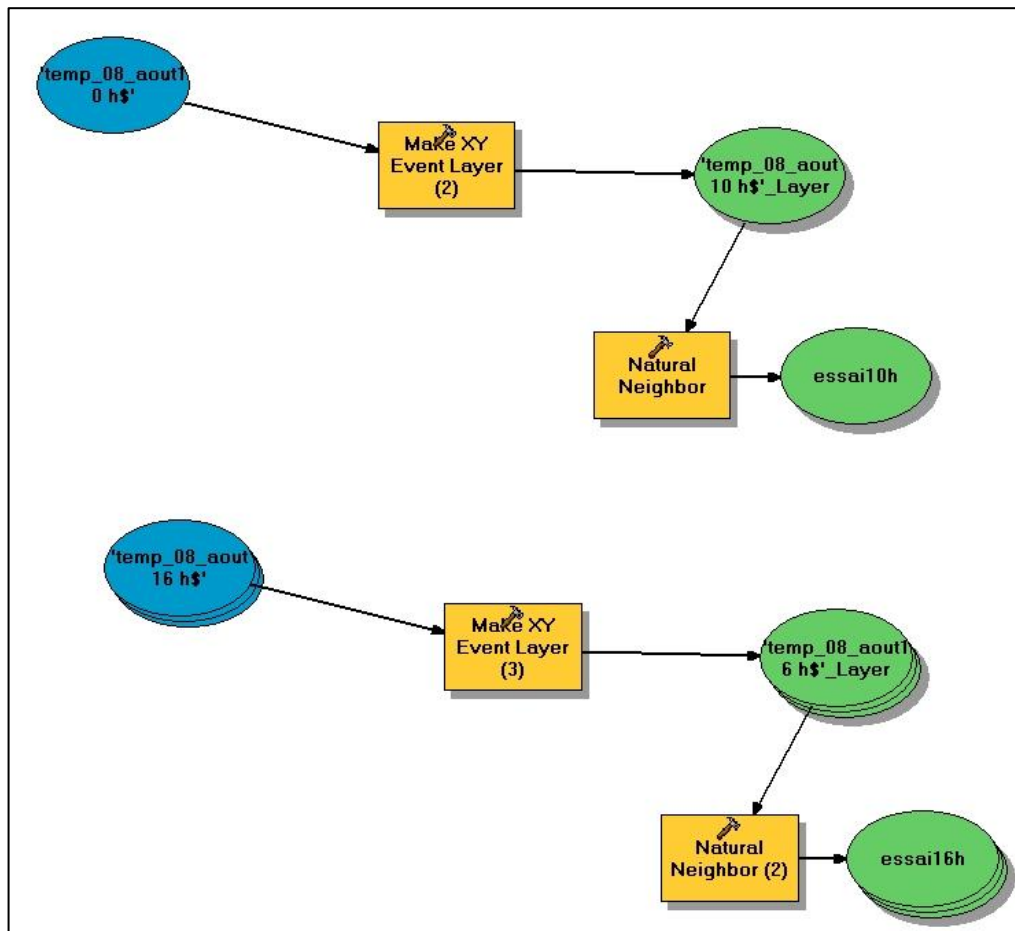 'temp_08_aout1
0 h$'
Make XY
Event Layer
(2)
'temp_08_aout
10 h$'_Layer
Natural
Neighbor
essai10h
'temp_08_aout
16 h$'
Make XY
Event Layer
(3)
'temp_08_aout1
6 h$'_Layer
Natural
Neighbor (2)
essai16h